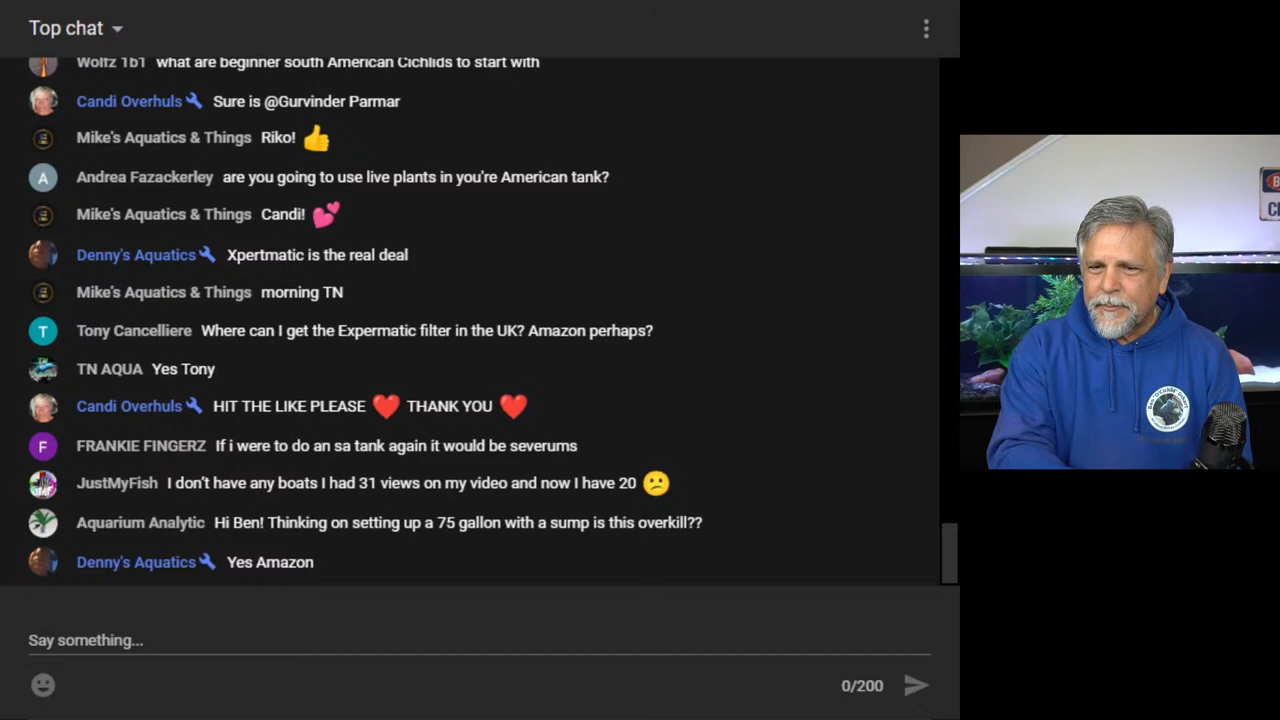 Top chat
Wolfz 1b1 what are beginner south American Cichlids to start with
Candi Overhuls Sure is @Gurvinder Parmar
Mike's Aquatics & Things Riko! 👍
A Andrea Fazackerley are you going to use live plants in you're American tank?
Mike's Aquatics & Things Candi! 💕
Denny's Aquatics Xpertmatic is the real deal
Mike's Aquatics & Things morning TN
T Tony Cancelliere Where can I get the Expermatic filter in the UK? Amazon perhaps?
TN AQUA Yes Tony
Candi Overhuls HIT THE LIKE PLEASE ❤️ THANK YOU ❤️
F FRANKIE FINGERZ If i were to do an sa tank again it would be severums
JustMyFish I don't have any boats I had 31 views on my video and now I have 20 😕
Aquarium Analytic Hi Ben! Thinking on setting up a 75 gallon with a sump is this overkill??
Denny's Aquatics Yes Amazon
Say something...
0/200